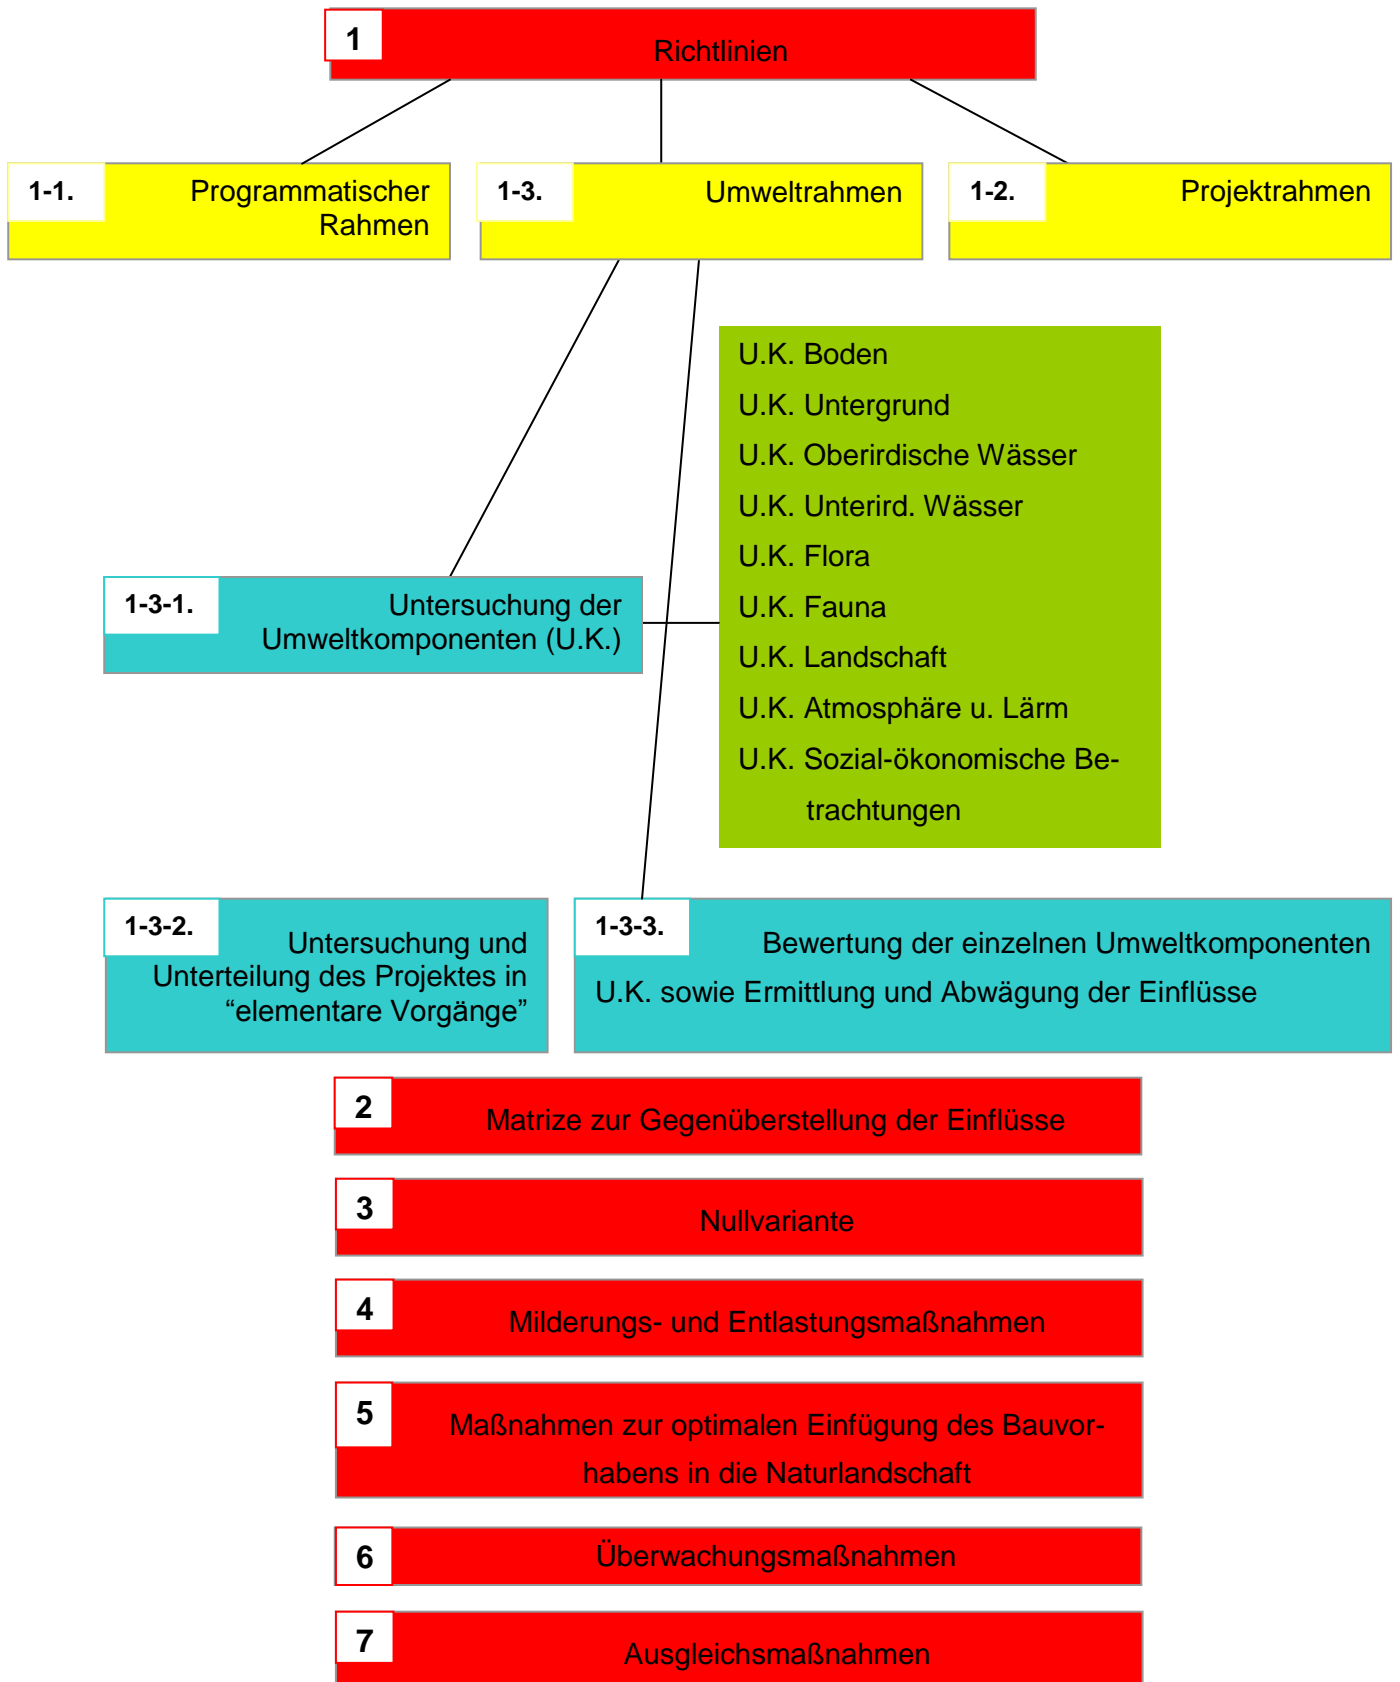 1
Richtlinien
1-1.
Programmatischer
Rahmen
1-3.
Umweltrahmen
1-2.
Projektrahmen
U.K. Boden
U.K. Untergrund
U.K. Oberirdische Wässer
U.K. Unterird. Wässer
U.K. Flora
U.K. Fauna
U.K. Landschaft
U.K. Atmosphäre u. Lärm
U.K. Sozial-ökonomische Be-
trachtungen
1-3-1.
Untersuchung der
Umweltkomponenten (U.K.)
1-3-2.
Untersuchung und
Unterteilung des Projektes in
“elementare Vorgänge”
1-3-3.
Bewertung der einzelnen Umweltkomponenten
U.K. sowie Ermittlung und Abwägung der Einflüsse
2
Matrize zur Gegenüberstellung der Einflüsse
3
Nullvariante
4
Milderungs- und Entlastungsmaßnahmen
5
Maßnahmen zur optimalen Einfügung des Bauvor-
habens in die Naturlandschaft
6
Überwachungsmaßnahmen
7
Ausgleichsmaßnahmen